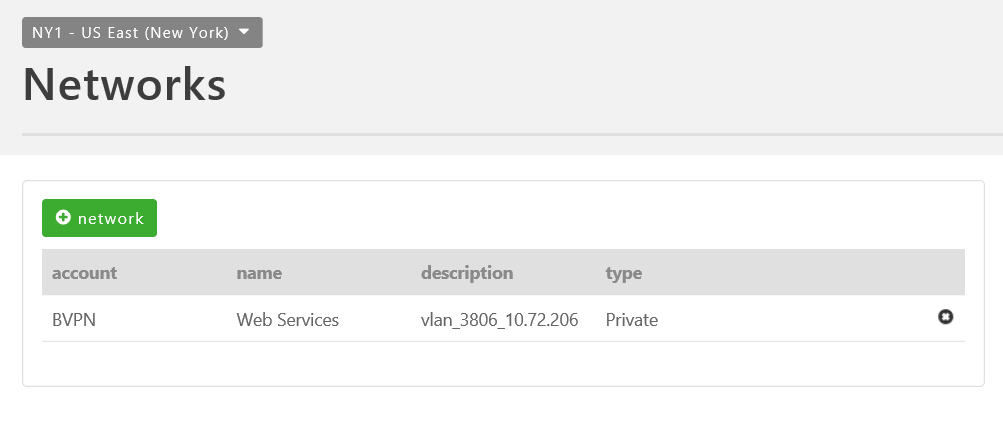 NY1 - US East (New York)
Networks
network
account name description type
BVPN Web Services vlan_3806_10.72.206 Private